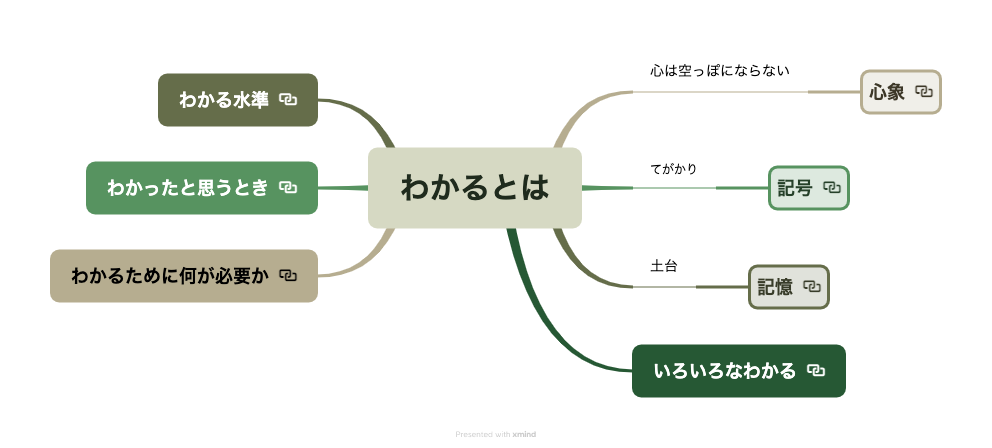 わかるとは
心は空っぽにならない
心象
てがかり
記号
土台
記憶
いろいろなわかる
わかる水準
わかったと思うとき
わかるために何が必要か
Presented with xmind